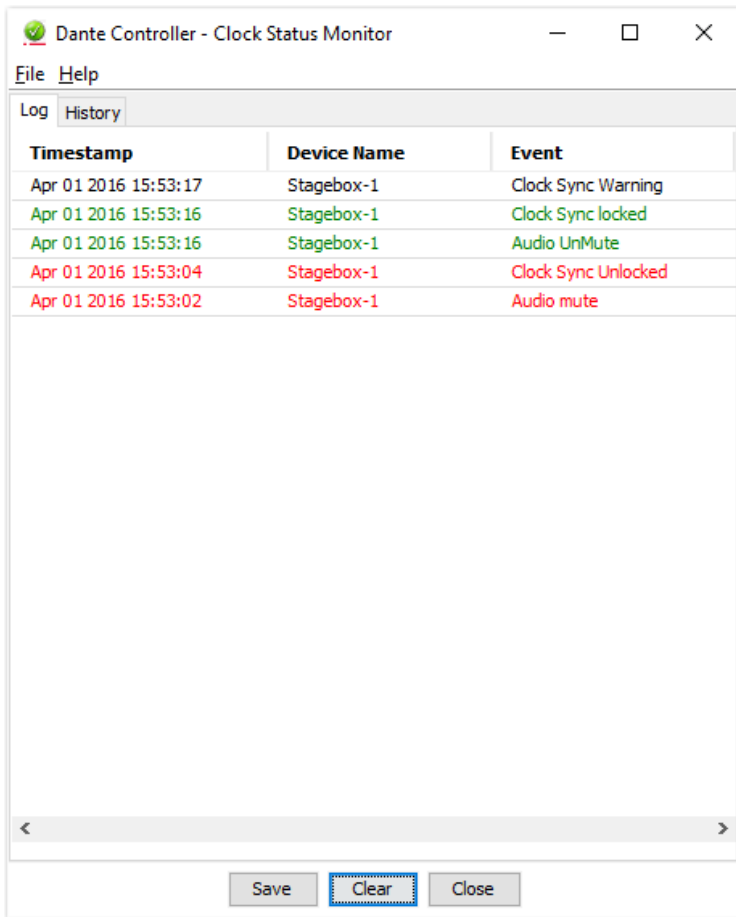 Dante Controller - Clock Status Monitor
File Help
Log History
Timestamp Device Name Event
Apr 01 2016 15:53:17 Stagebox-1 Clock Sync Warning
Apr 01 2016 15:53:16 Stagebox-1 Clock Sync locked
Apr 01 2016 15:53:16 Stagebox-1 Audio UnMute
Apr 01 2016 15:53:04 Stagebox-1 Clock Sync Unlocked
Apr 01 2016 15:53:02 Stagebox-1 Audio mute
Save Clear Close